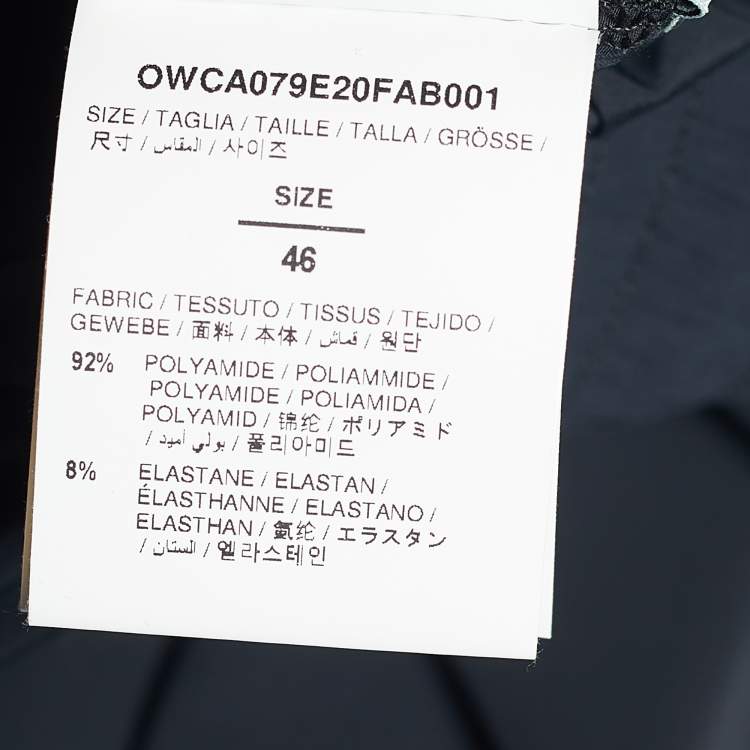 OWCA079E20FAB001
SIZE / TAGLIA / TAILLE / TALLA / GRÖSSE /
尺寸 / المقاس / 사이즈
SIZE
46
FABRIC / TESSUTO / TISSUS / TEJIDO /
GEWEBE / 面料 / 本体 / قماش / 원단
92% POLYAMIDE / POLIAMMIDE /
POLYAMIDE / POLIAMIDA /
POLYAMID / 锦纶 / ポリアミド
/ بولي أميد / 폴리아미드
8% ELASTANE / ELASTAN /
ÉLASTHANNE / ELASTANO /
ELASTHAN / 氨纶 / エラスタン
/ الستان / 엘라스테인